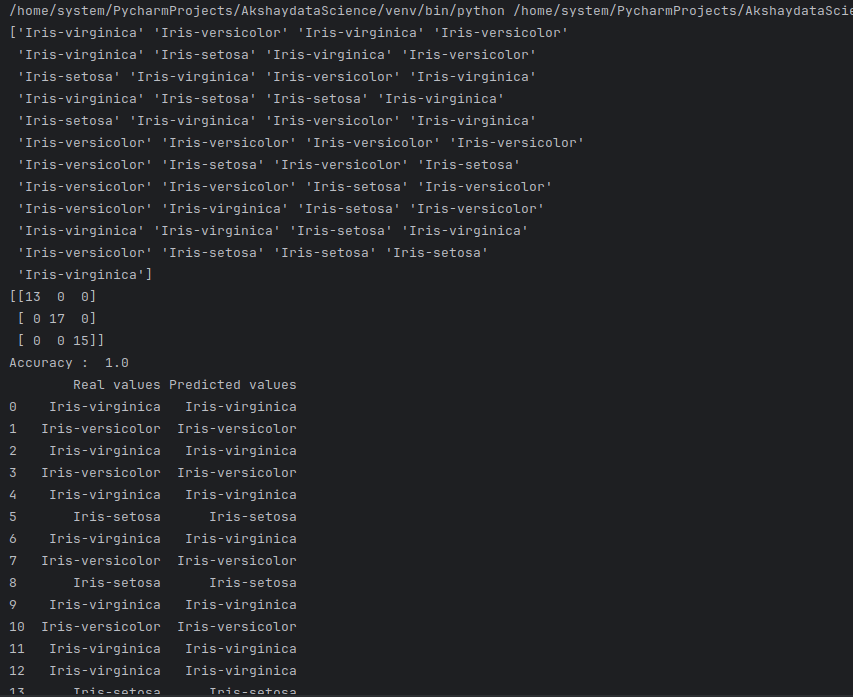 /home/system/PycharmProjects/AkshaydataScience/venv/bin/python /home/system/PycharmProjects/AkshaydataScie
['Iris-virginica' 'Iris-versicolor' 'Iris-virginica' 'Iris-versicolor'
 'Iris-virginica' 'Iris-setosa' 'Iris-virginica' 'Iris-versicolor'
 'Iris-setosa' 'Iris-virginica' 'Iris-versicolor' 'Iris-virginica'
 'Iris-virginica' 'Iris-setosa' 'Iris-setosa' 'Iris-virginica'
 'Iris-setosa' 'Iris-virginica' 'Iris-versicolor' 'Iris-virginica'
 'Iris-versicolor' 'Iris-versicolor' 'Iris-versicolor' 'Iris-versicolor'
 'Iris-versicolor' 'Iris-setosa' 'Iris-versicolor' 'Iris-setosa'
 'Iris-versicolor' 'Iris-versicolor' 'Iris-setosa' 'Iris-versicolor'
 'Iris-versicolor' 'Iris-virginica' 'Iris-setosa' 'Iris-versicolor'
 'Iris-virginica' 'Iris-virginica' 'Iris-setosa' 'Iris-virginica'
 'Iris-versicolor' 'Iris-setosa' 'Iris-setosa' 'Iris-setosa'
 'Iris-virginica']
[[13  0  0]
 [ 0 17  0]
 [ 0  0 15]]
Accuracy :  1.0
        Real values Predicted values
0    Iris-virginica   Iris-virginica
1   Iris-versicolor  Iris-versicolor
2    Iris-virginica   Iris-virginica
3   Iris-versicolor  Iris-versicolor
4    Iris-virginica   Iris-virginica
5       Iris-setosa      Iris-setosa
6    Iris-virginica   Iris-virginica
7   Iris-versicolor  Iris-versicolor
8       Iris-setosa      Iris-setosa
9    Iris-virginica   Iris-virginica
10  Iris-versicolor  Iris-versicolor
11   Iris-virginica   Iris-virginica
12   Iris-virginica   Iris-virginica
13      Iris-setosa      Iris-setosa